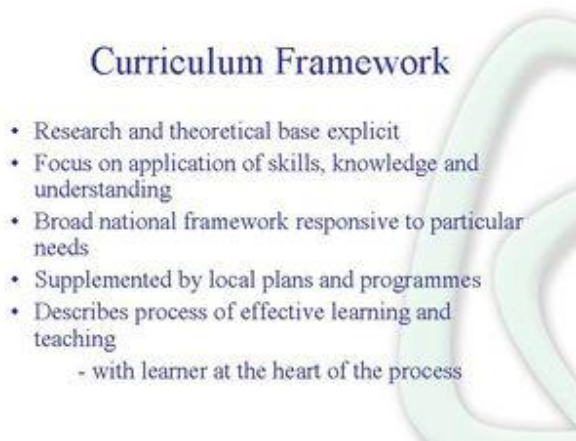 Curriculum Framework
• Research and theoretical base explicit
• Focus on application of skills, knowledge and
understanding
• Broad national framework responsive to particular
needs
• Supplemented by local plans and programmes
• Describes process of effective learning and
teaching
- with learner at the heart of the process